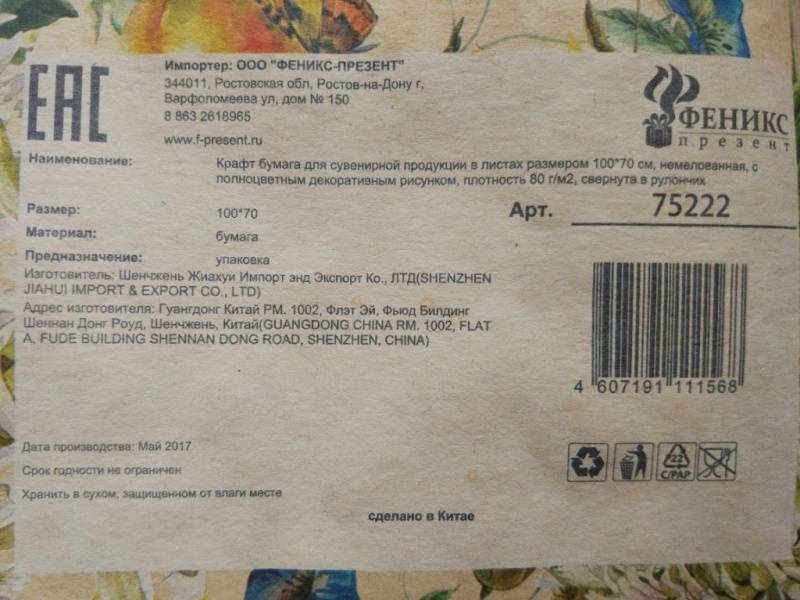 EAC
Импортер: ООО "ФЕНИКС-ПРЕЗЕНТ"
344011, Ростовская обл, Ростов-на-Дону г,
Варфоломеева ул, дом № 150
8 863 2618965
www.f-present.ru
ФЕНИКС
презент
Наименование: Крафт бумага для сувенирной продукции в листах размером 100*70 см, немелованная, с
полноцветным декоративным рисунком, плотность 80 г/м2, свернута в рулончик
Размер: 100*70
Арт. 75222
Материал: бумага
Предназначение: упаковка
Изготовитель: Шенчжень Жиахуи Импорт энд Экспорт Ко., ЛТД(SHENZHEN
JIAHUI IMPORT & EXPORT CO., LTD)
Адрес изготовителя: Гуангдонг Китай РМ. 1002, Флэт Эй, Фьюд Билдинг
Шеннан Донг Роуд, Шенчжень, Китай(GUANGDONG CHINA RM. 1002, FLAT
A, FUDE BUILDING SHENNAN DONG ROAD, SHENZHEN, CHINA)
4 607191 111568
Дата производства: Май 2017
Срок годности не ограничен
Хранить в сухом, защищенном от влаги месте
22
C/PAP
сделано в Китае